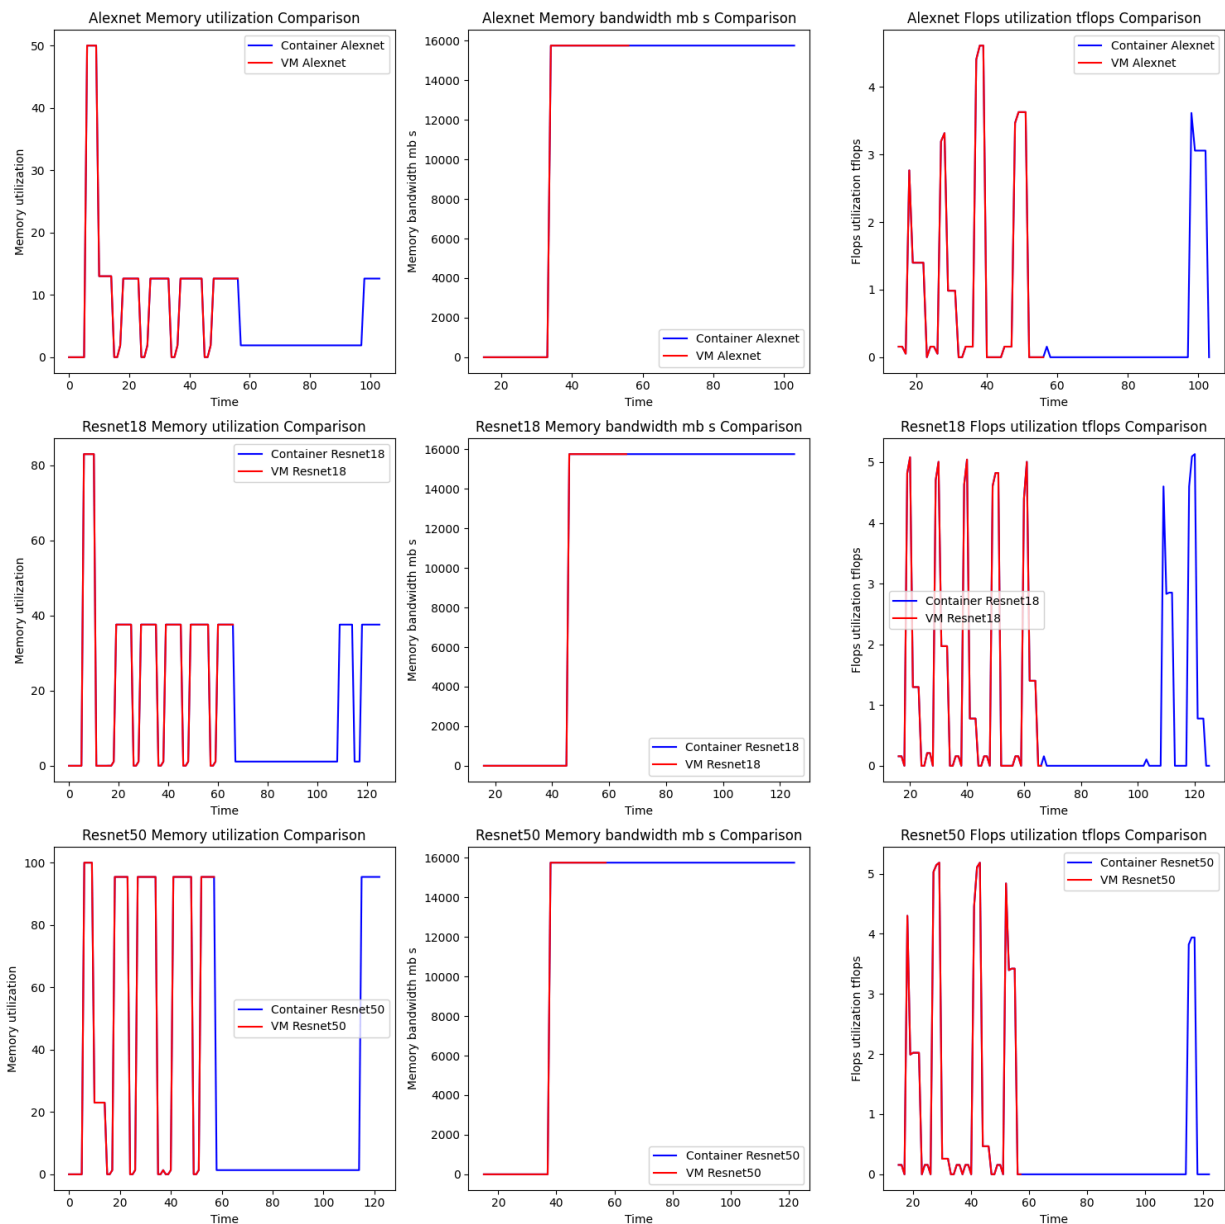 Alexnet Memory utilization Comparison
Memory utilization
50
40
30
20
10
0
0 20 40 60 80 100
Time
Container Alexnet
VM Alexnet
Alexnet Memory bandwidth mb s Comparison
Memory bandwidth mb s
16000
14000
12000
10000
8000
6000
4000
2000
0
20 40 60 80 100
Time
Container Alexnet
VM Alexnet
Alexnet Flops utilization tflops Comparison
Flops utilization tflops
4
3
2
1
0
20 40 60 80 100
Time
Container Alexnet
VM Alexnet
Resnet18 Memory utilization Comparison
Memory utilization
80
60
40
20
0
0 20 40 60 80 100 120
Time
Container Resnet18
VM Resnet18
Resnet18 Memory bandwidth mb s Comparison
Memory bandwidth mb s
16000
14000
12000
10000
8000
6000
4000
2000
0
20 40 60 80 100 120
Time
Container Resnet18
VM Resnet18
Resnet18 Flops utilization tflops Comparison
Flops utilization tflops
5
4
3
2
1
0
20 40 60 80 100 120
Time
Container Resnet18
VM Resnet18
Resnet50 Memory utilization Comparison
Memory utilization
100
80
60
40
20
0
0 20 40 60 80 100 120
Time
Container Resnet50
VM Resnet50
Resnet50 Memory bandwidth mb s Comparison
Memory bandwidth mb s
16000
14000
12000
10000
8000
6000
4000
2000
0
20 40 60 80 100 120
Time
Container Resnet50
VM Resnet50
Resnet50 Flops utilization tflops Comparison
Flops utilization tflops
5
4
3
2
1
0
20 40 60 80 100 120
Time
Container Resnet50
VM Resnet50